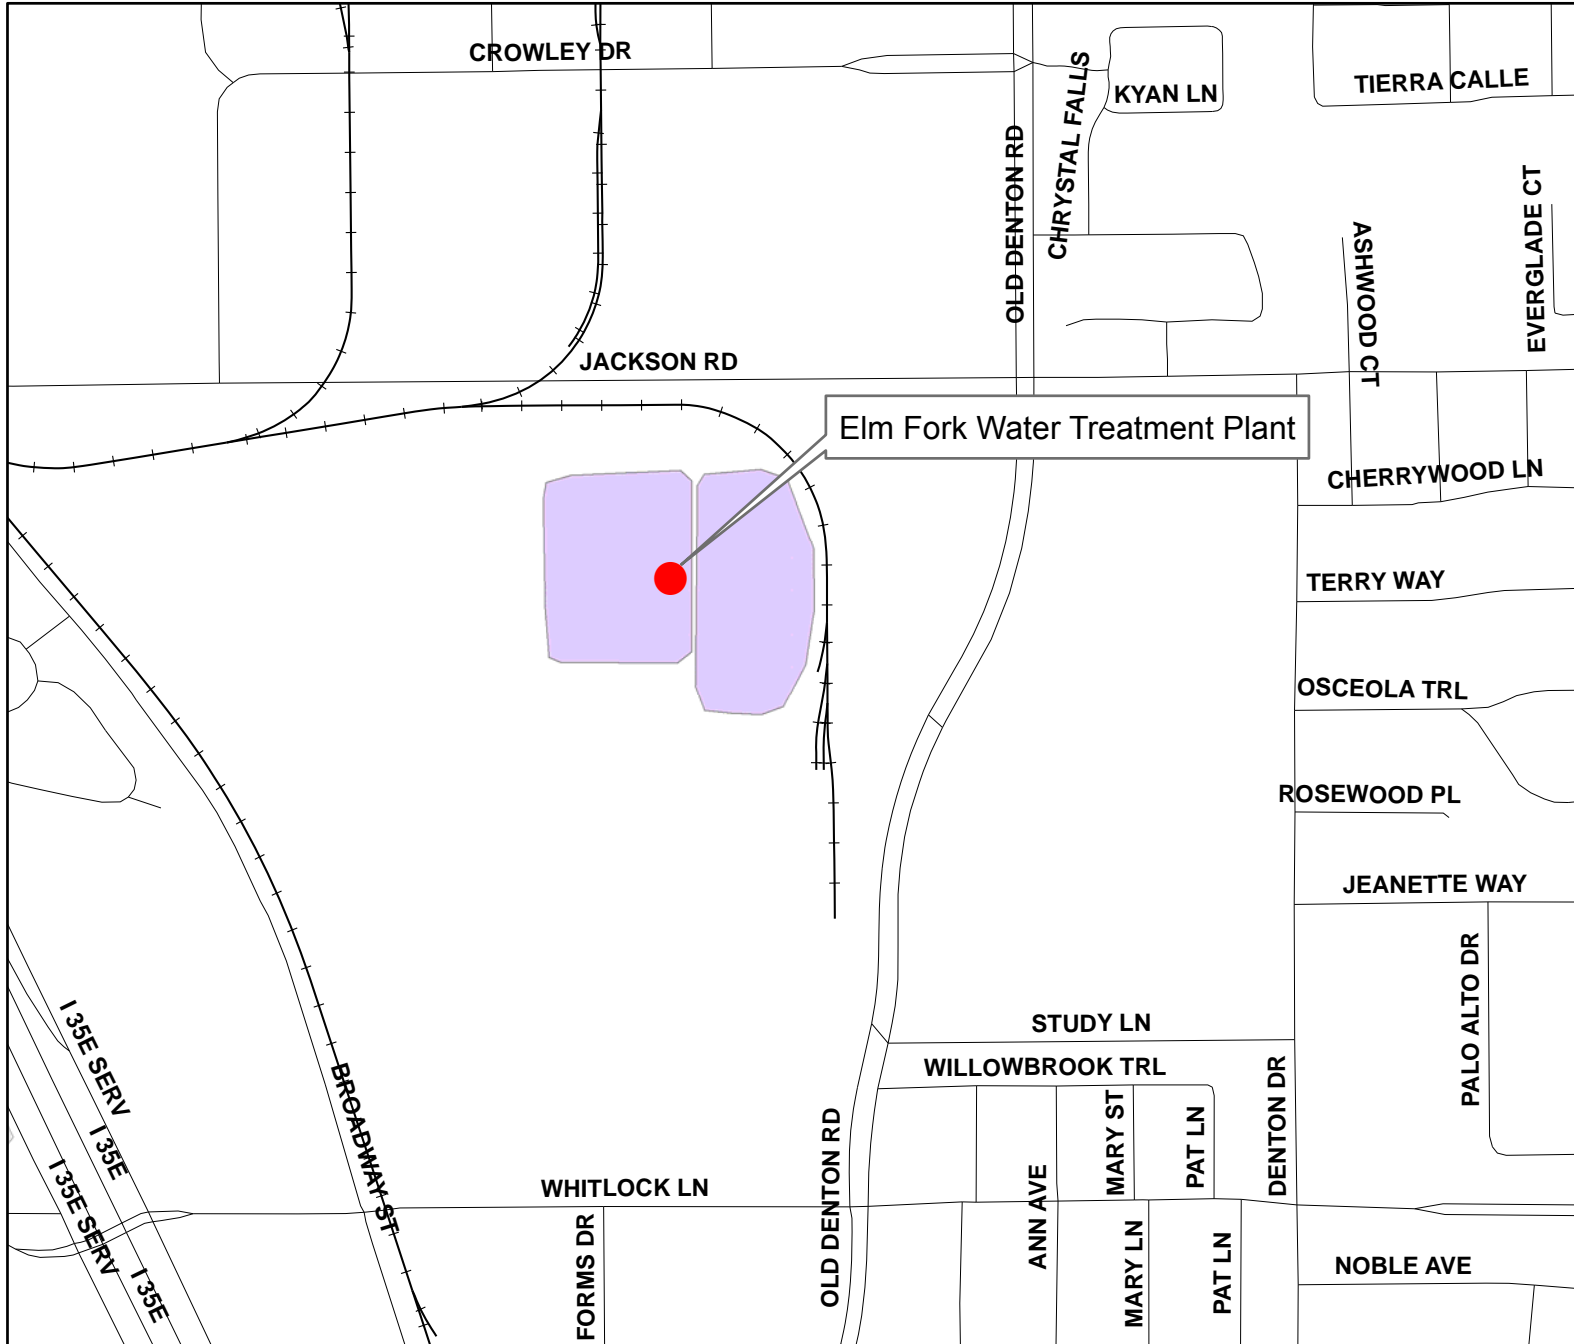 CROWLEY DR
KYAN LN
TIERRA CALLE
CHRYSTAL FALLS
OLD DENTON RD
EVERGLADE CT
ASHWOOD CT
JACKSON RD
Elm Fork Water Treatment Plant
CHERRYWOOD LN
TERRY WAY
OSCEOLA TRL
ROSEWOOD PL
JEANETTE WAY
PALO ALTO DR
STUDY LN
WILLOWBROOK TRL
I 35E SERV
BROADWAY ST
I 35E
I 35E SERV
I 35E
WHITLOCK LN
FORMS DR
OLD DENTON RD
ANN AVE
MARY ST
PAT LN
DENTON DR
MARY LN
PAT LN
NOBLE AVE